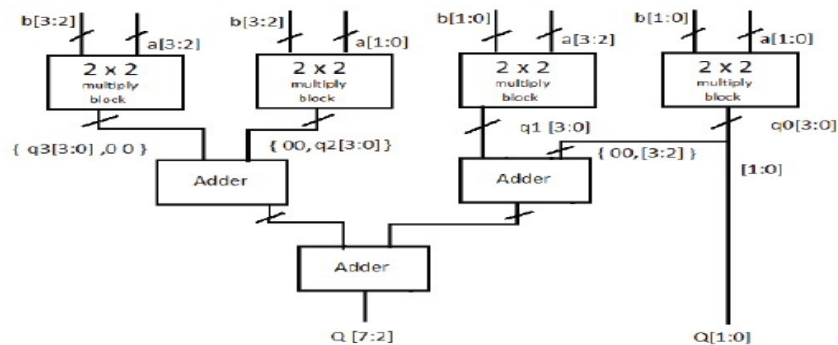 b[3:2]
a[3:2]
b[3:2]
a[1:0]
b[1:0]
a[3:2]
b[1:0]
a[1:0]
2 x 2
multiply
block
2 x 2
multiply
block
2 x 2
multiply
block
2 x 2
multiply
block
{ q3[3:0] ,0 0 }
{ 00, q2[3:0] }
q1 [3:0]
q0[3:0]
{ 00, [3:2] }
[1:0]
Adder
Adder
Adder
Q [7:2]
Q[1:0]